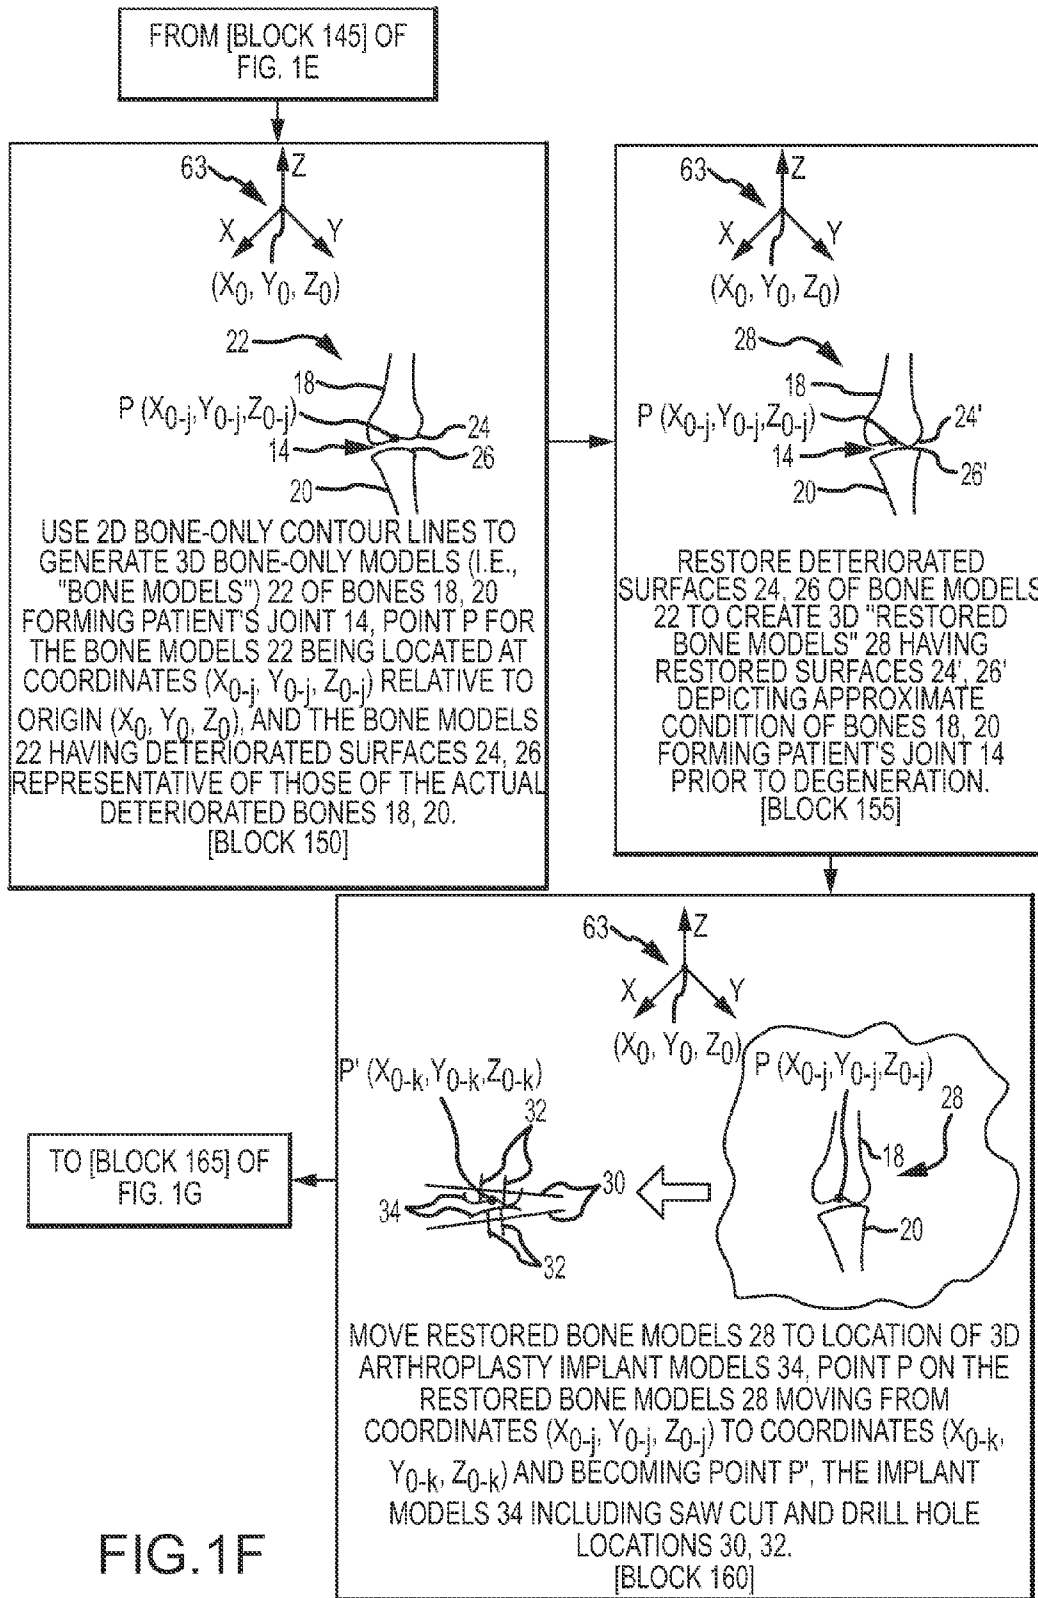 FROM [BLOCK 145] OF
FIG. 1E
63
Z
X
Y
(X0, Y0, Z0)
22
18
P (X0-j,Y0-j,Z0-j)
24
14
26
20
USE 2D BONE-ONLY CONTOUR LINES TO
GENERATE 3D BONE-ONLY MODELS (I.E.,
"BONE MODELS") 22 OF BONES 18, 20
FORMING PATIENT'S JOINT 14, POINT P FOR
THE BONE MODELS 22 BEING LOCATED AT
COORDINATES (X0-j, Y0-j, Z0-j) RELATIVE TO
ORIGIN (X0, Y0, Z0), AND THE BONE MODELS
22 HAVING DETERIORATED SURFACES 24, 26
REPRESENTATIVE OF THOSE OF THE ACTUAL
DETERIORATED BONES 18, 20.
[BLOCK 150]
63
Z
X
Y
(X0, Y0, Z0)
28
18
P (X0-j,Y0-j,Z0-j)
24'
14
26'
20
RESTORE DETERIORATED
SURFACES 24, 26 OF BONE MODELS
22 TO CREATE 3D "RESTORED
BONE MODELS" 28 HAVING
RESTORED SURFACES 24', 26'
DEPICTING APPROXIMATE
CONDITION OF BONES 18, 20
FORMING PATIENT'S JOINT 14
PRIOR TO DEGENERATION.
[BLOCK 155]
63
Z
X
Y
(X0, Y0, Z0)
P' (X0-k,Y0-k,Z0-k)
32
30
34
32
P (X0-j,Y0-j,Z0-j)
28
18
20
MOVE RESTORED BONE MODELS 28 TO LOCATION OF 3D
ARTHROPLASTY IMPLANT MODELS 34, POINT P ON THE
RESTORED BONE MODELS 28 MOVING FROM
COORDINATES (X0-j, Y0-j, Z0-j) TO COORDINATES (X0-k,
Y0-k, Z0-k) AND BECOMING POINT P', THE IMPLANT
MODELS 34 INCLUDING SAW CUT AND DRILL HOLE
LOCATIONS 30, 32.
[BLOCK 160]
TO [BLOCK 165] OF
FIG. 1G
FIG.1F